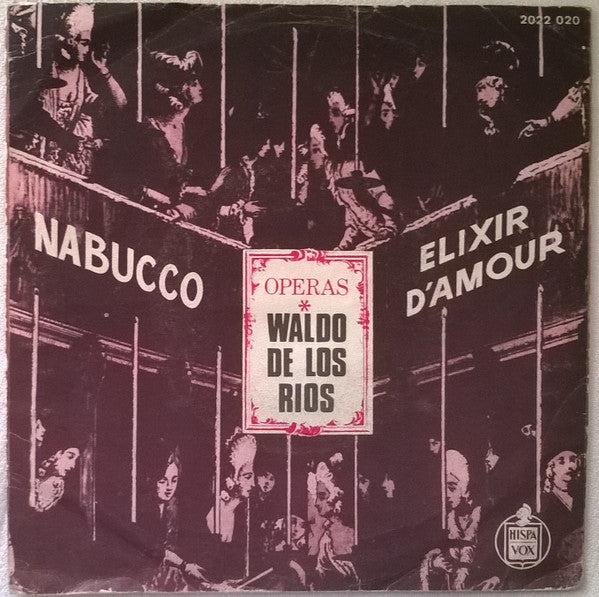 2022 020
NABUCCO
ELIXIR
D'AMOUR
OPERAS
*
WALDO
DE LOS
RIOS
HISPA
VOX